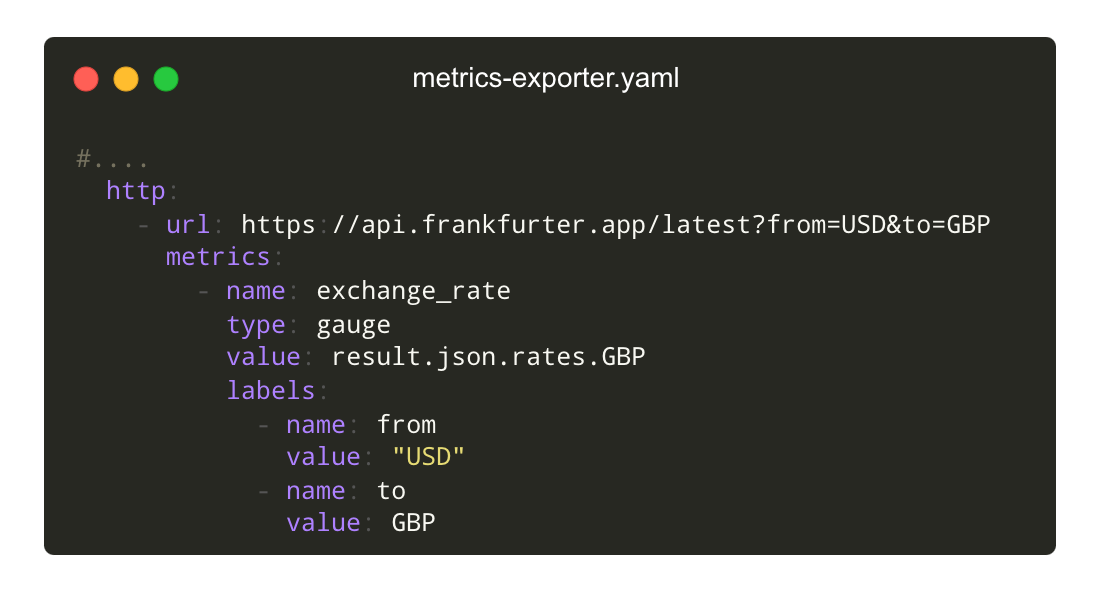 metrics-exporter.yaml
#....
  http:
    - url: https://api.frankfurter.app/latest?from=USD&to=GBP
      metrics:
        - name: exchange_rate
          type: gauge
          value: result.json.rates.GBP
          labels:
            - name: from
              value: "USD"
            - name: to
              value: GBP